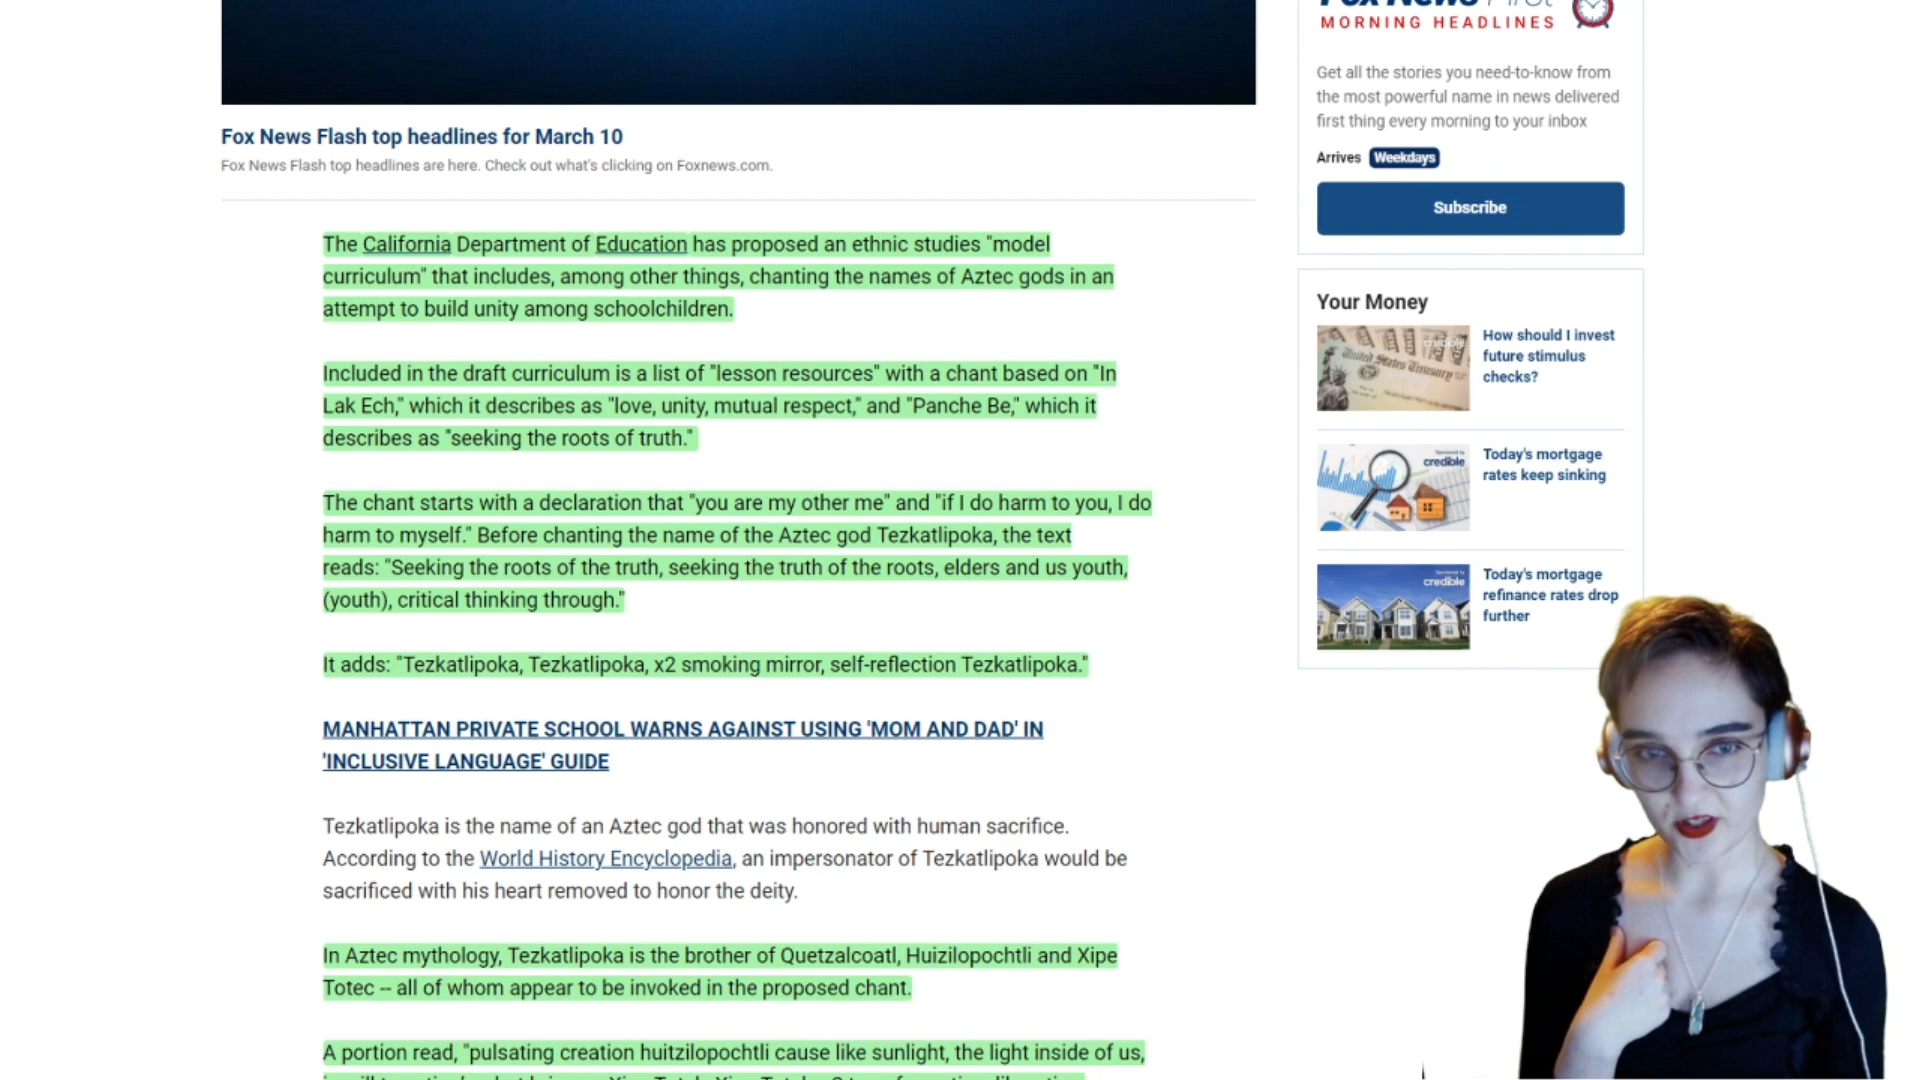 Fox News First
MORNING HEADLINES
Get all the stories you need-to-know from
the most powerful name in news delivered
first thing every morning to your inbox
Arrives Weekdays
Subscribe
Fox News Flash top headlines for March 10
Fox News Flash top headlines are here. Check out what's clicking on Foxnews.com.
The California Department of Education has proposed an ethnic studies "model
curriculum" that includes, among other things, chanting the names of Aztec gods in an
attempt to build unity among schoolchildren.
Included in the draft curriculum is a list of "lesson resources" with a chant based on "In
Lak Ech," which it describes as "love, unity, mutual respect," and "Panche Be," which it
describes as "seeking the roots of truth."
The chant starts with a declaration that "you are my other me" and "if I do harm to you, I do
harm to myself." Before chanting the name of the Aztec god Tezkatlipoka, the text
reads: "Seeking the roots of the truth, seeking the truth of the roots, elders and us youth,
(youth), critical thinking through."
It adds: "Tezkatlipoka, Tezkatlipoka, x2 smoking mirror, self-reflection Tezkatlipoka."
MANHATTAN PRIVATE SCHOOL WARNS AGAINST USING 'MOM AND DAD' IN
'INCLUSIVE LANGUAGE' GUIDE
Tezkatlipoka is the name of an Aztec god that was honored with human sacrifice.
According to the World History Encyclopedia, an impersonator of Tezkatlipoka would be
sacrificed with his heart removed to honor the deity.
In Aztec mythology, Tezkatlipoka is the brother of Quetzalcoatl, Huizilopochtli and Xipe
Totec -- all of whom appear to be invoked in the proposed chant.
A portion read, "pulsating creation huitzilopochtli cause like sunlight, the light inside of us,
Your Money
credible
United States Treasury
How should I invest
future stimulus
checks?
credible
Today's mortgage
rates keep sinking
credible
Today's mortgage
refinance rates drop
further